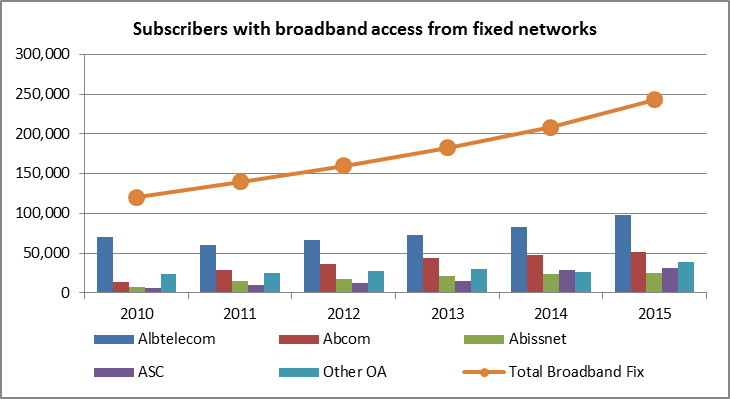 Subscribers with broadband access from fixed networks
300,000
250,000
200,000
150,000
100,000
50,000
0
2010 2011 2012 2013 2014 2015
Albtelecom Abcom Abissnet
ASC Other OA Total Broadband Fix